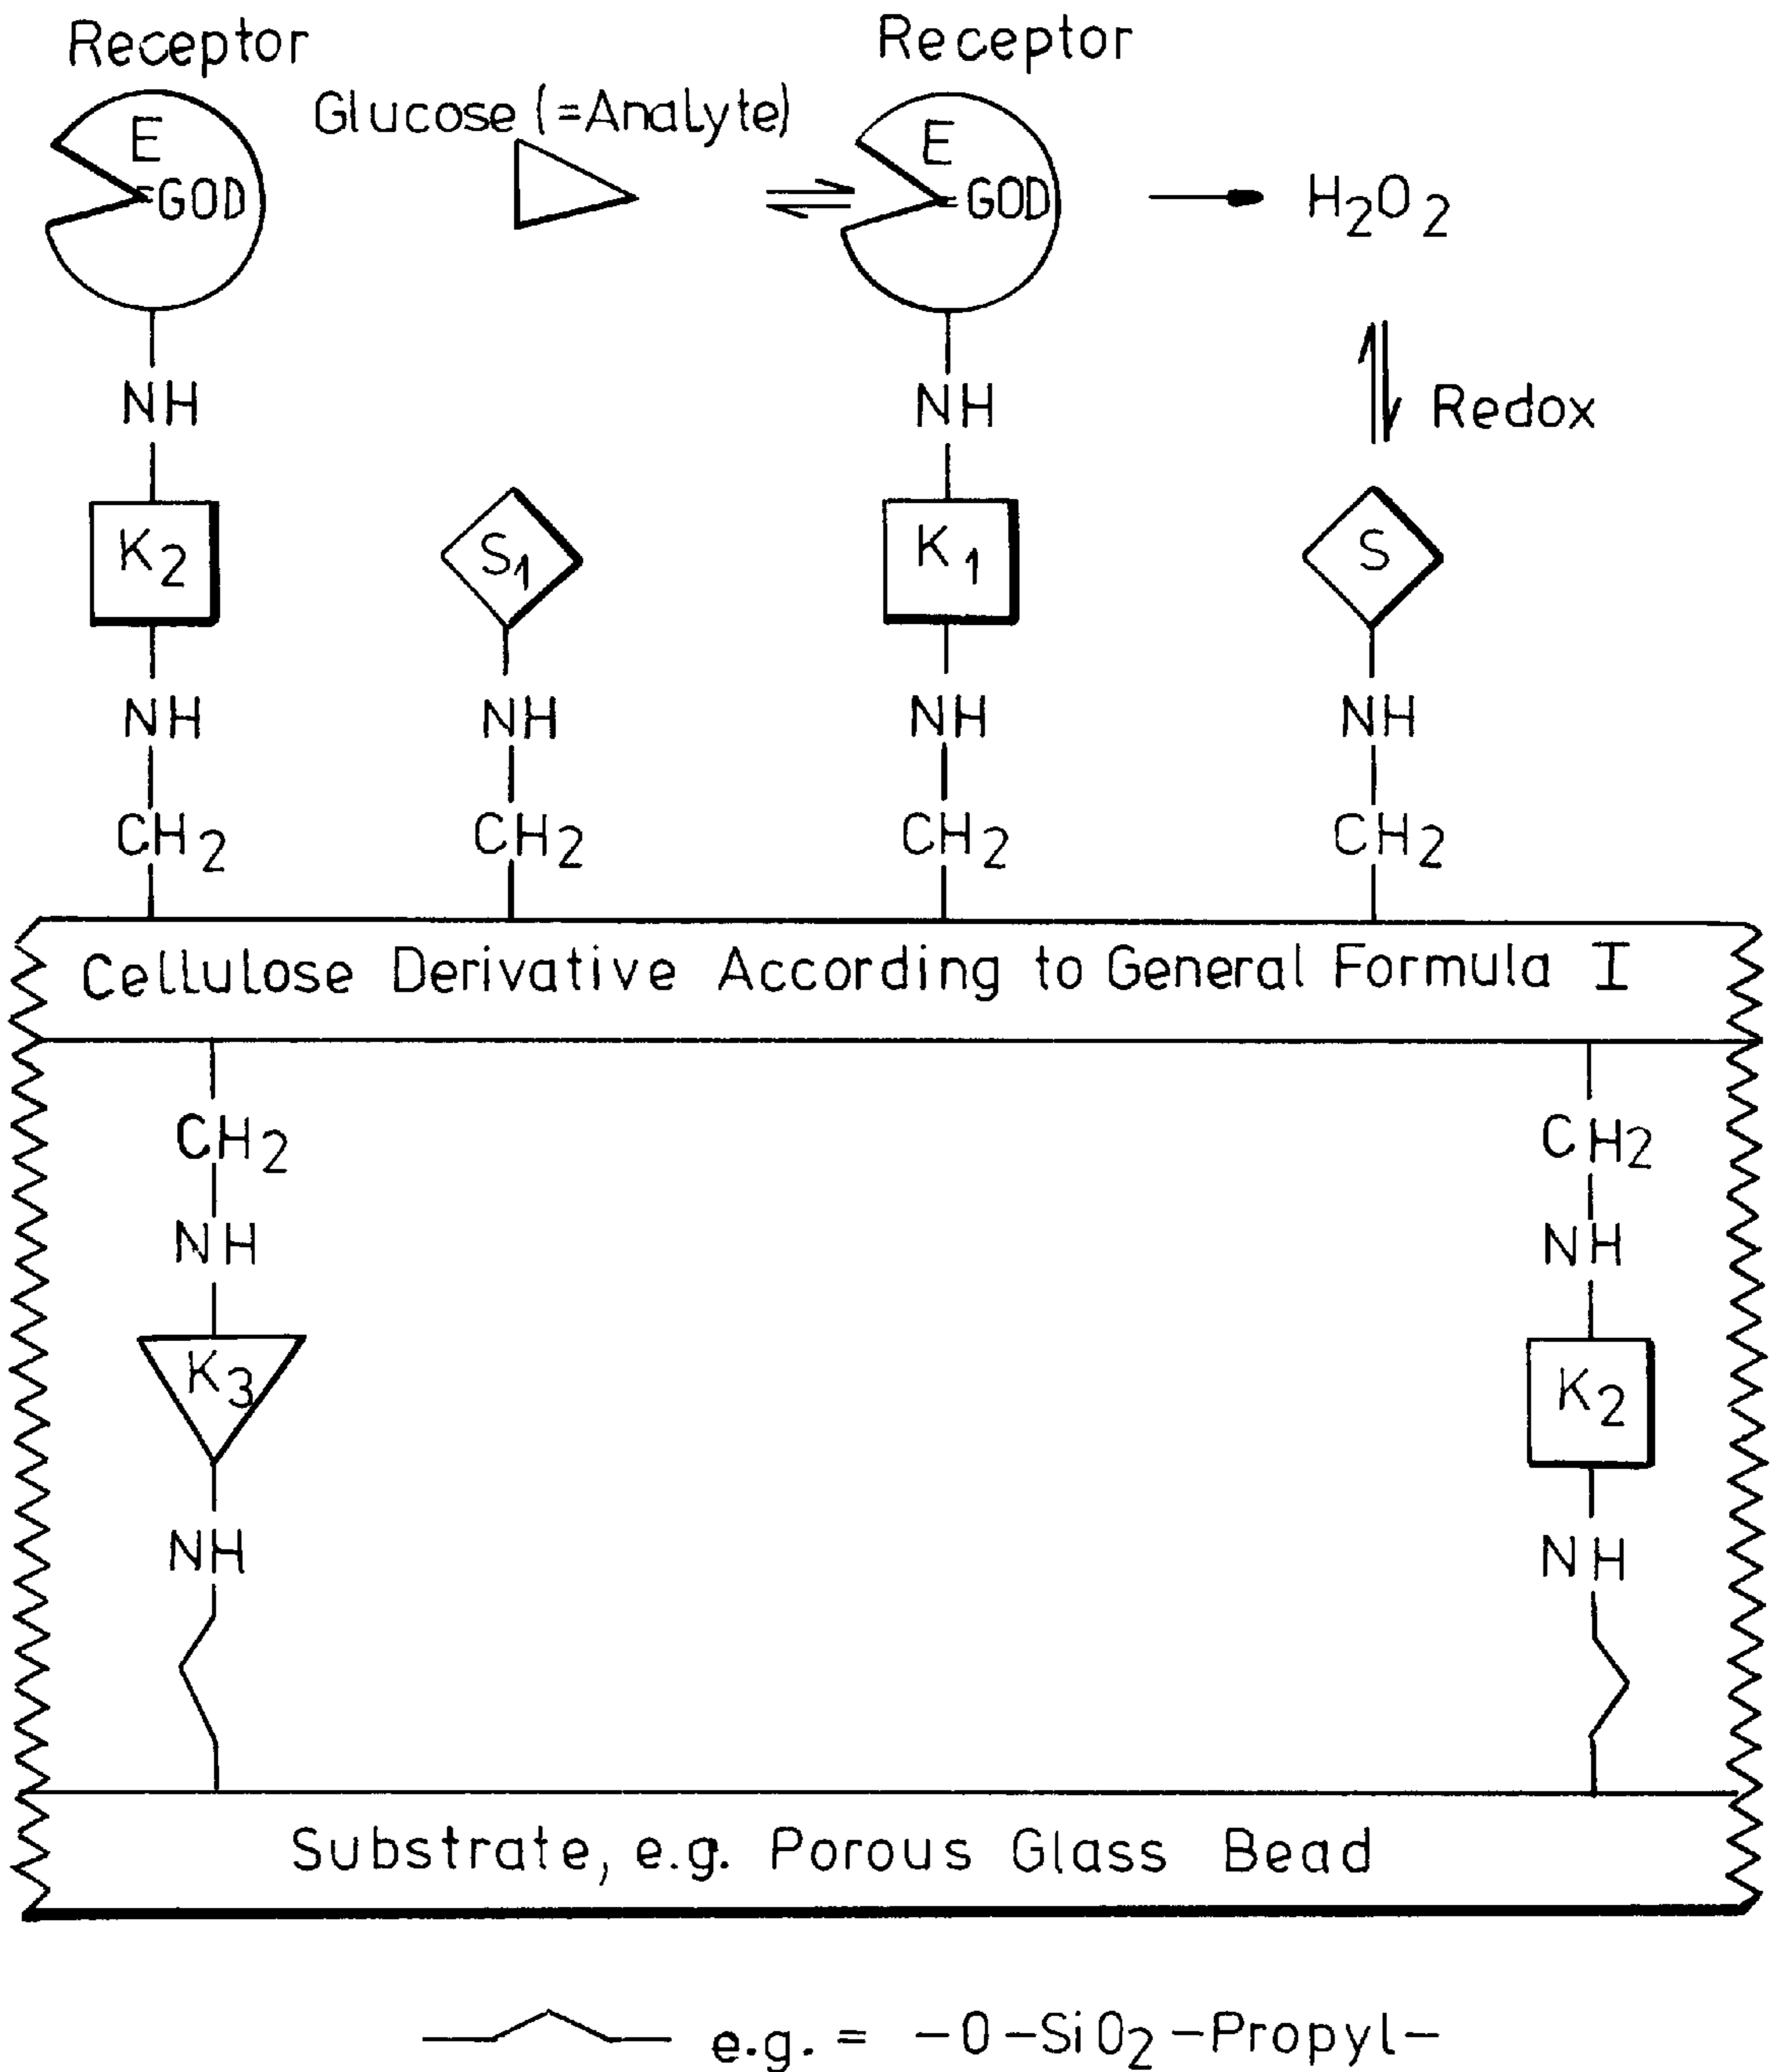 Receptor Receptor
Glucose (=Analyte)
E E
=GOD =GOD H2O2
NH NH Redox
K2 S1 K1 S
NH NH NH NH
CH2 CH2 CH2 CH2
Cellulose Derivative According to General Formula I
CH2 CH2
NH NH
K3 K2
NH NH
Substrate, e.g. Porous Glass Bead
e.g. = -O-SiO2-Propyl-